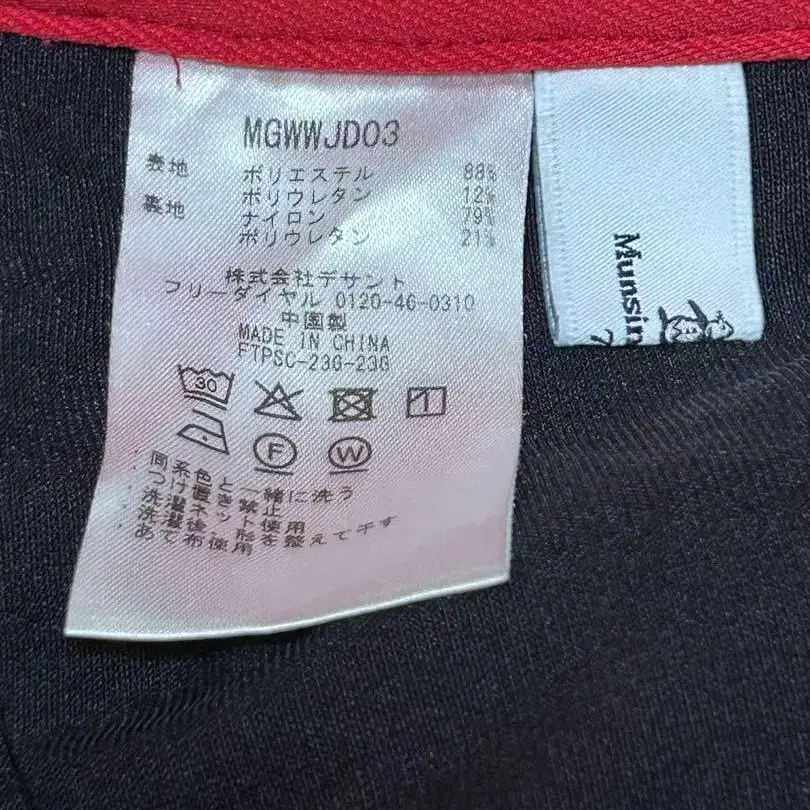 MGWWJD03
表地 ポリエステル 88%
ポリウレタン 12%
裏地 ナイロン 79%
ポリウレタン 21%
株式会社デサント
フリーダイヤル 0120-46-0310
中国製
MADE IN CHINA
FTPSC-23G-23G
30
F W
・同系色と一緒に洗う
・つけ置き禁止
・洗濯ネット使用
・洗濯後、形を整えて干す
・あて布使用